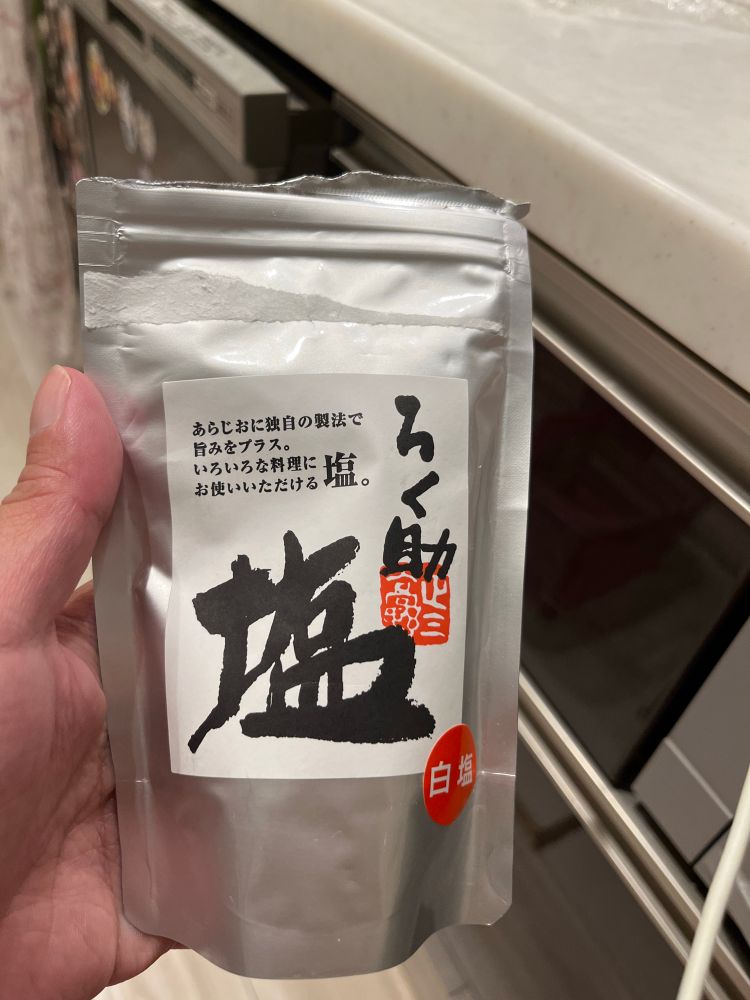 ろく助
塩
あらじおに独自の製法で
旨みをプラス。
いろいろな料理に
お使いいただける 塩。
白塩